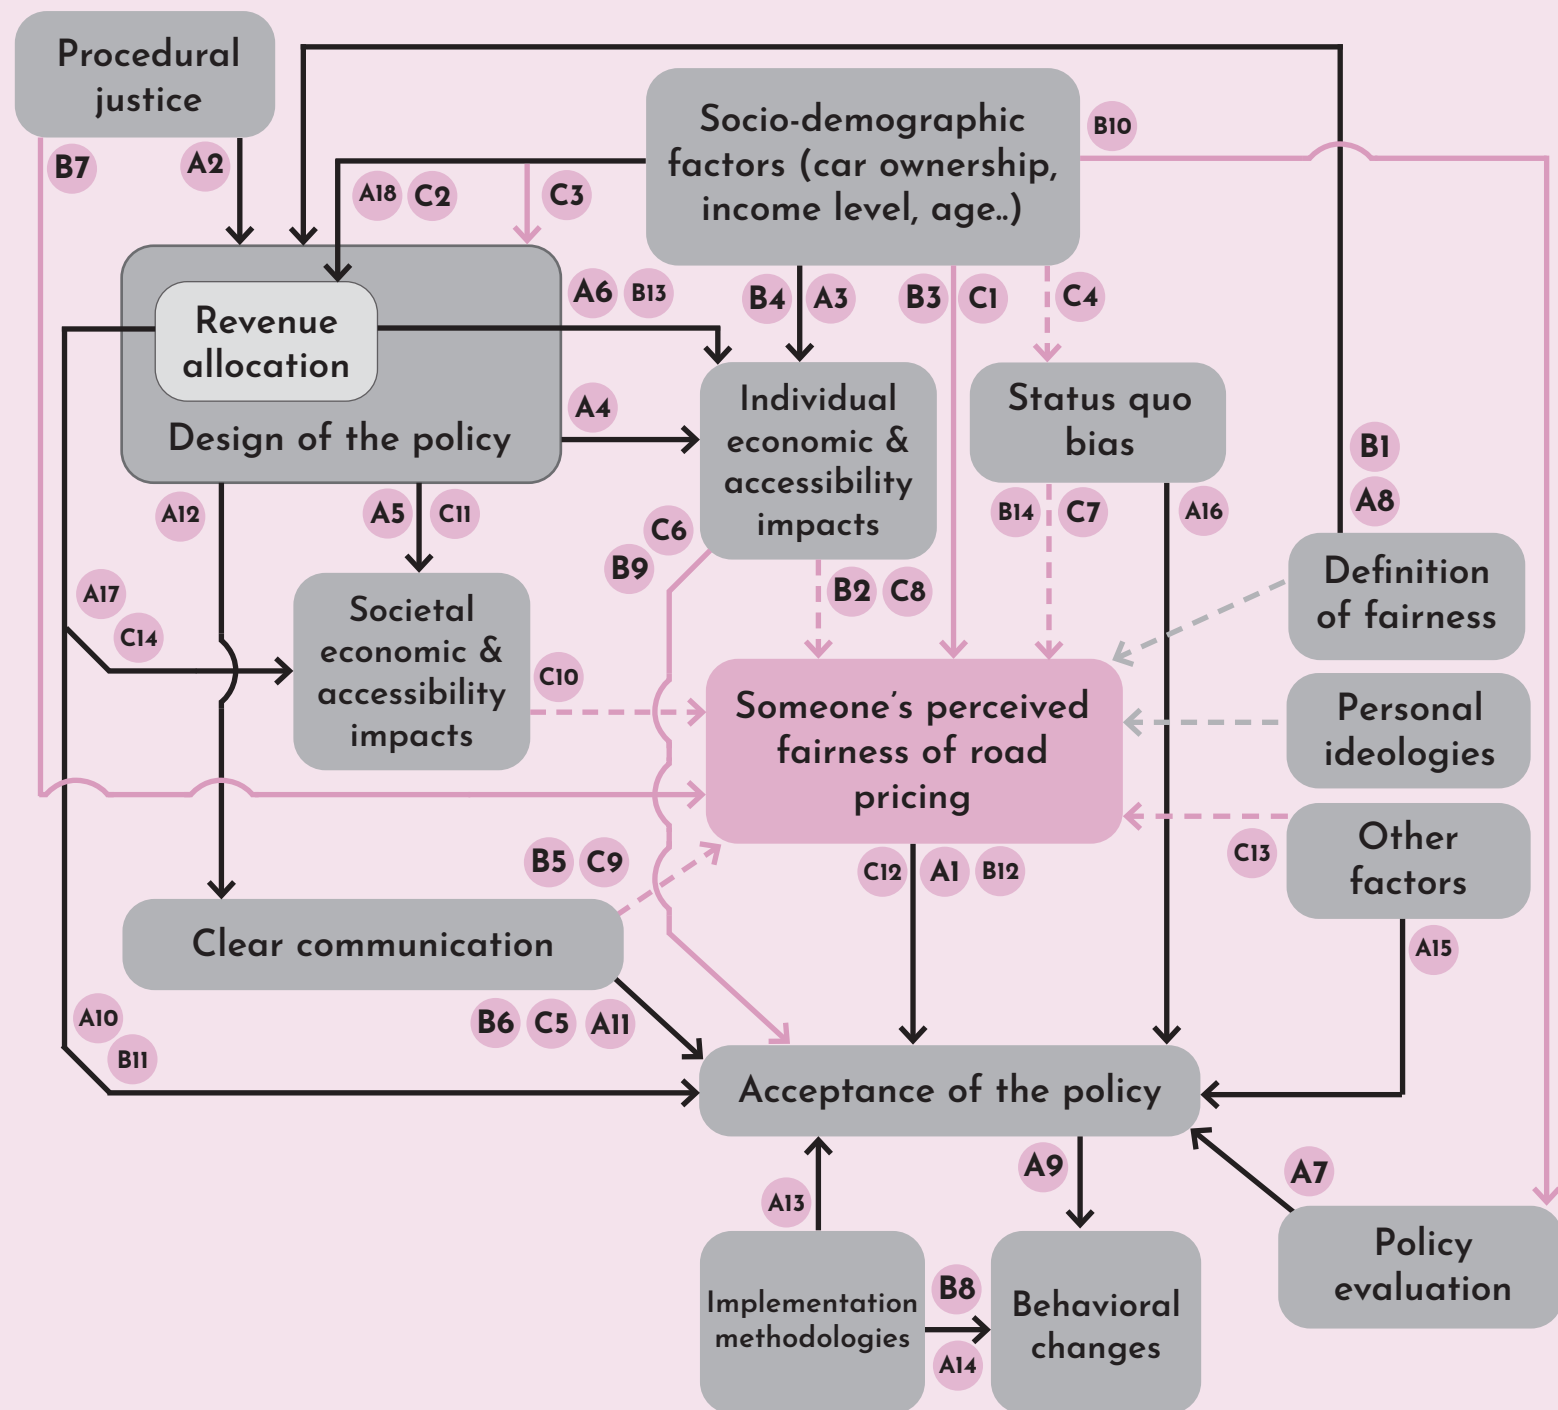 Procedural
justice
Socio-demographic
factors (car ownership,
income level, age..)
B10
B7
A2
A18
C2
C3
A6
B13
B4
A3
B3
C1
C4
Revenue
allocation
Design of the policy
A4
Individual
economic &
accessibility
impacts
Status quo
bias
B1
A8
A12
A5
C11
C6
B9
B2
C8
B14
C7
A16
Definition
of fairness
A17
C14
Societal
economic &
accessibility
impacts
C10
Someone's perceived
fairness of road
pricing
Personal
ideologies
Other
factors
C13
B5
C9
C12
A1
B12
A15
Clear communication
B6
C5
A11
A10
B11
Acceptance of the policy
A13
A9
A7
Implementation
methodologies
B8
A14
Behavioral
changes
Policy
evaluation